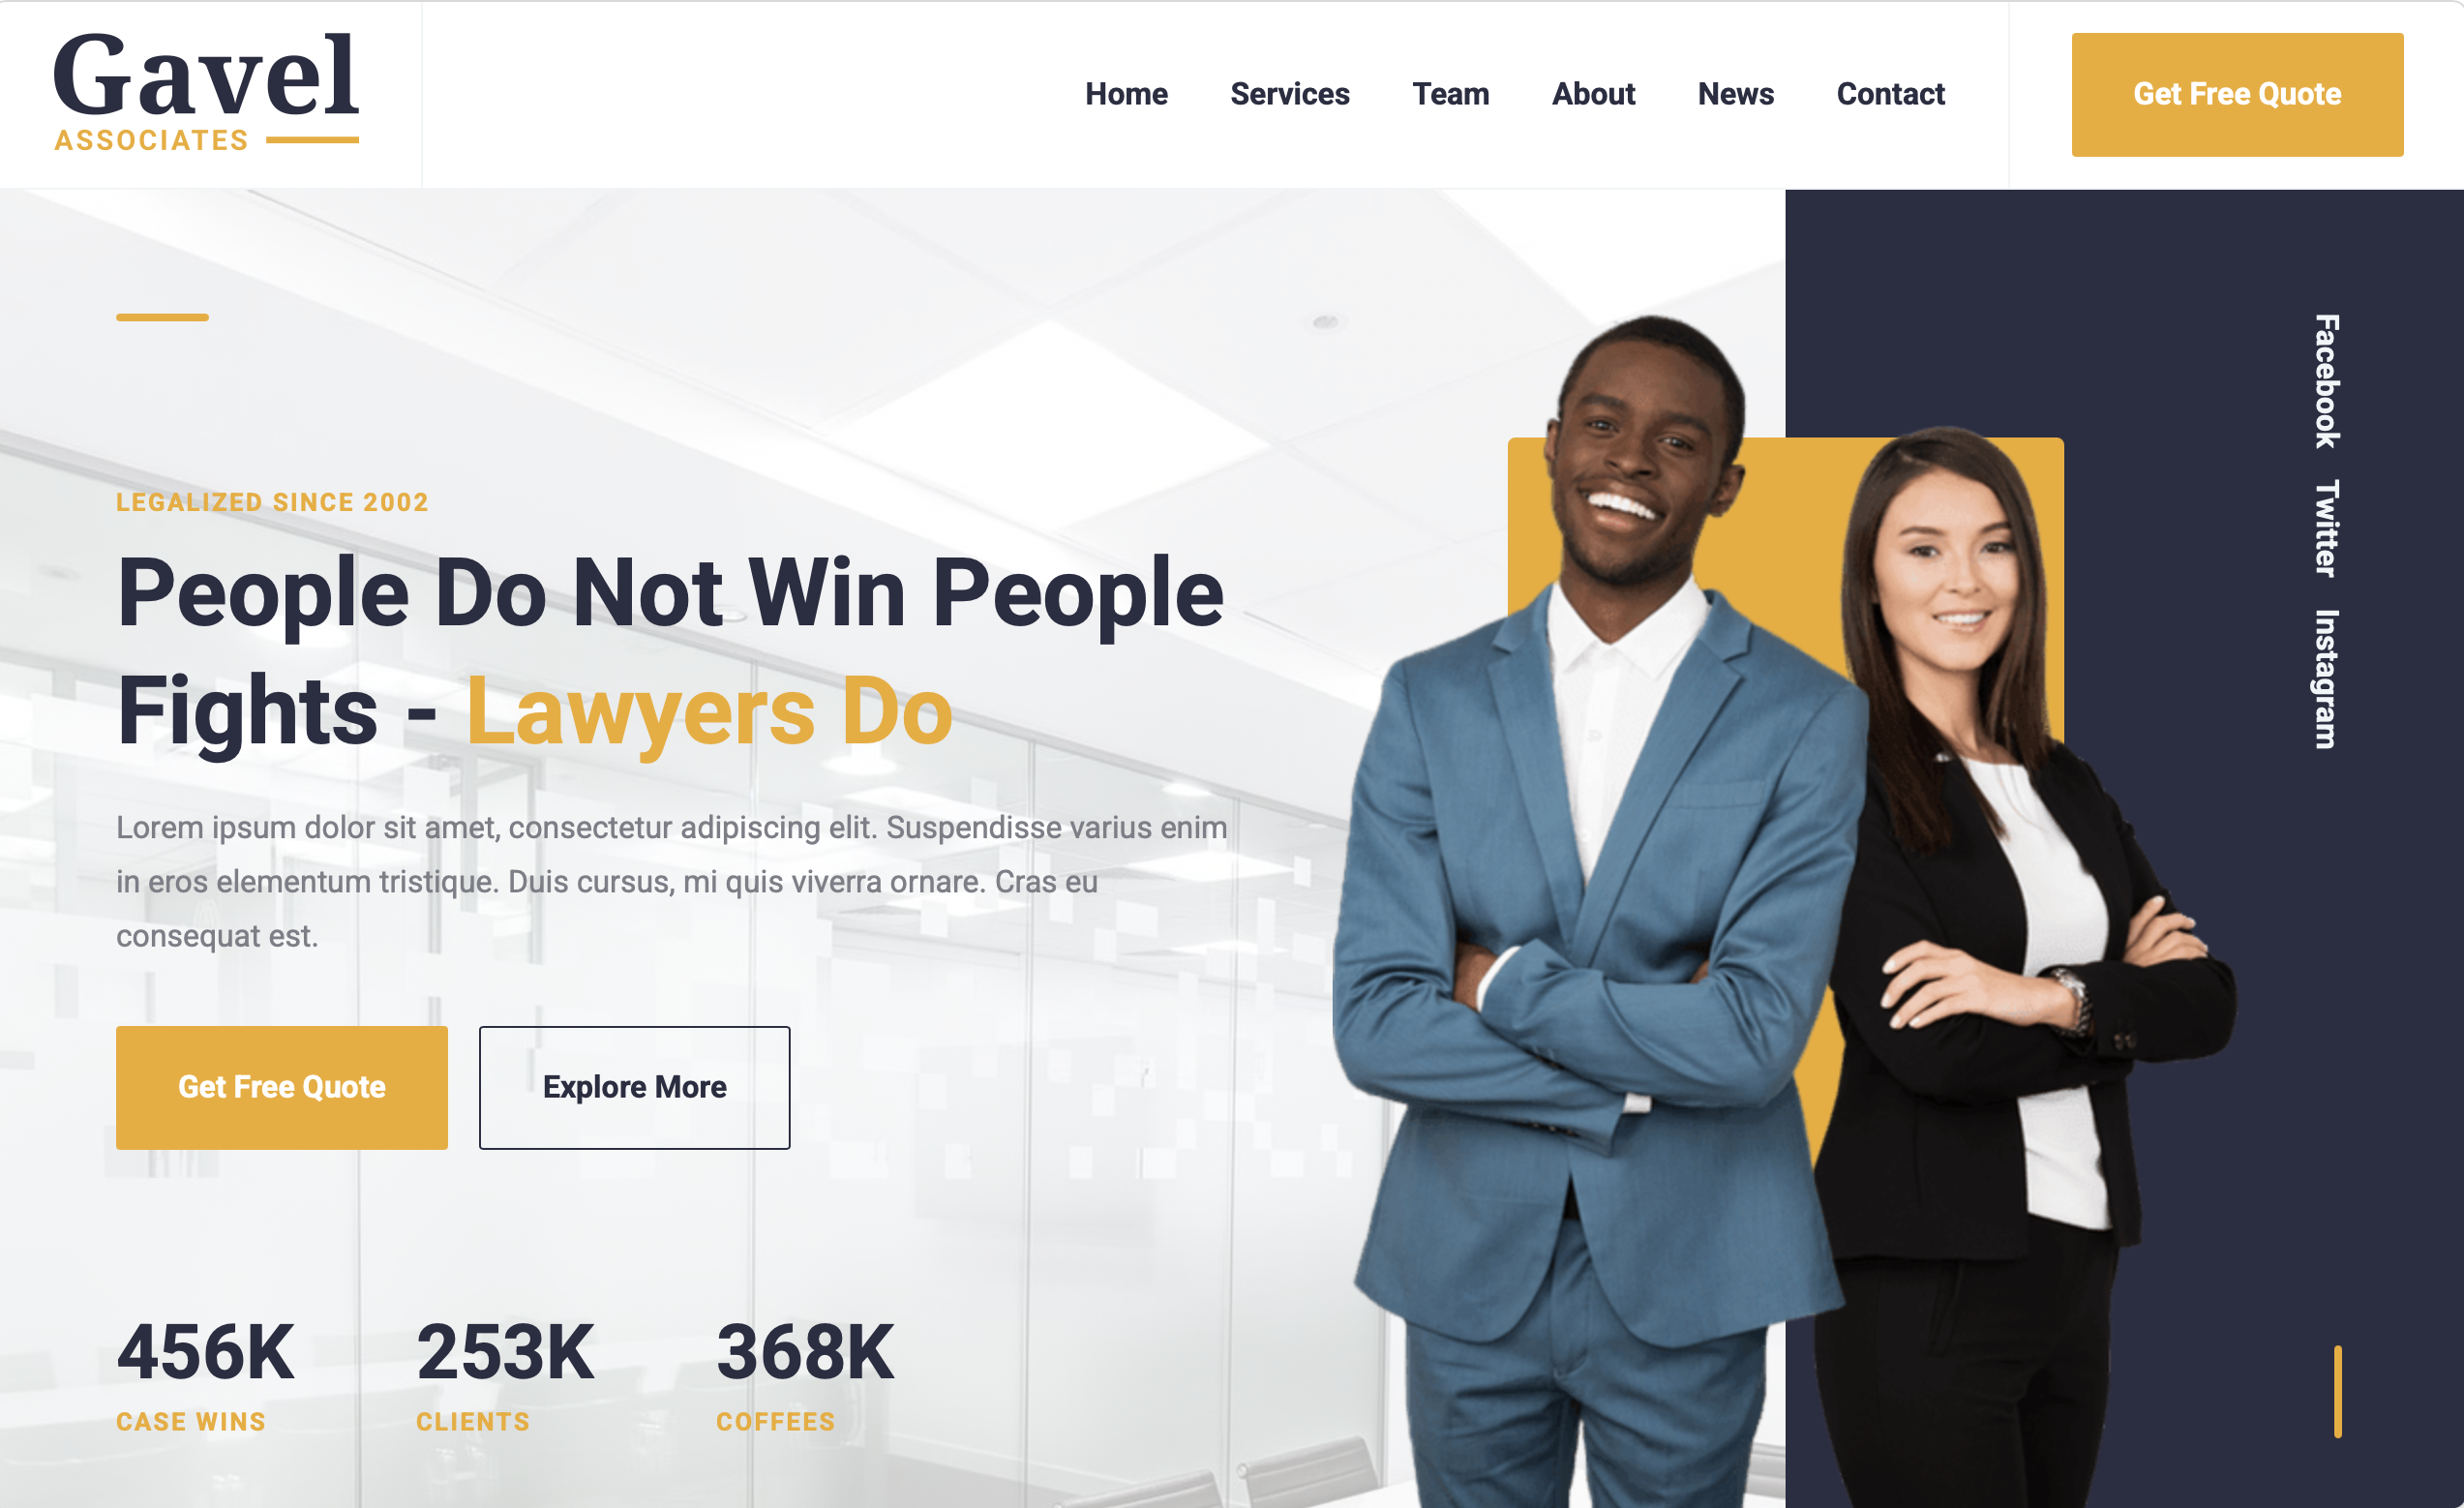 Gavel
ASSOCIATES
Home Services Team About News Contact
Get Free Quote
Facebook Twitter Instagram
LEGALIZED SINCE 2002
People Do Not Win People
Fights - Lawyers Do
Lorem ipsum dolor sit amet, consectetur adipiscing elit. Suspendisse varius enim
in eros elementum tristique. Duis cursus, mi quis viverra ornare. Cras eu
consequat est.
Get Free Quote Explore More
456K 253K 368K
CASE WINS CLIENTS COFFEES